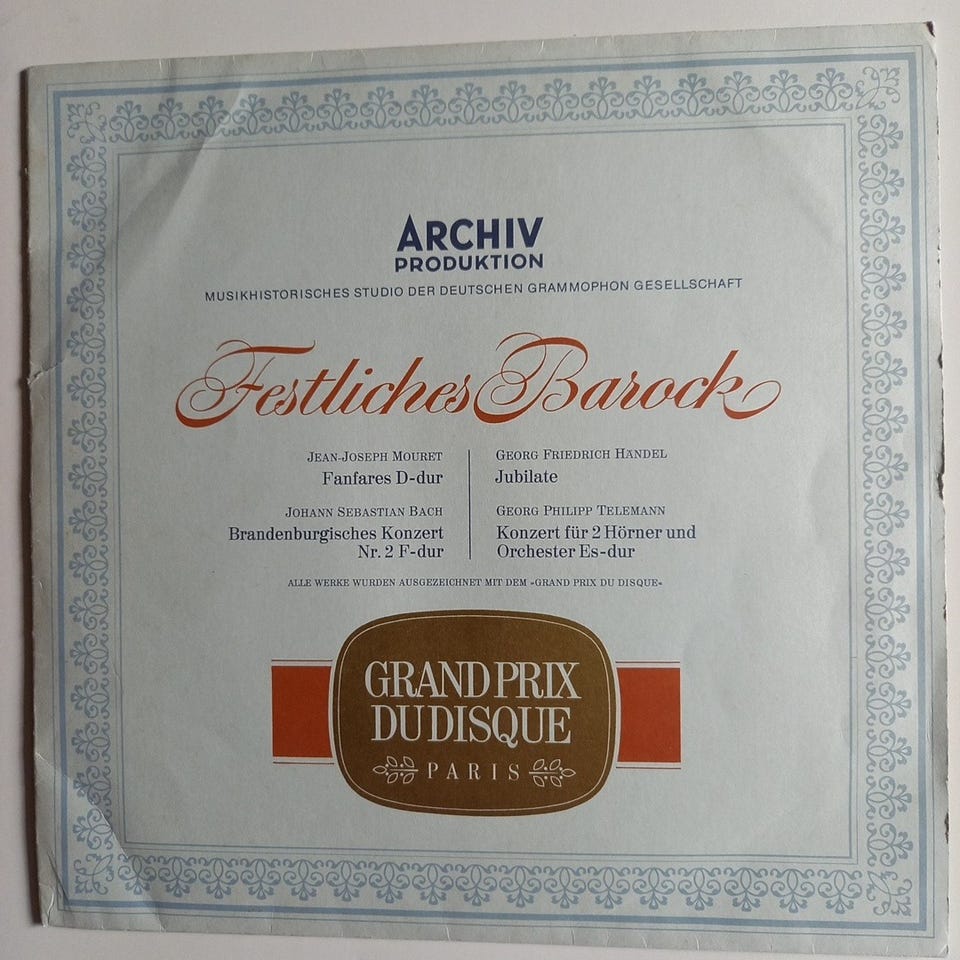 ARCHIV
PRODUKTION
MUSIKHISTORISCHES STUDIO DER DEUTSCHEN GRAMMOPHON GESELLSCHAFT
Festliches Barock
JEAN-JOSEPH MOURET
Fanfares D-dur
JOHANN SEBASTIAN BACH
Brandenburgisches Konzert
Nr. 2 F-dur
GEORG FRIEDRICH HÄNDEL
Jubilate
GEORG PHILIPP TELEMANN
Konzert für 2 Hörner und
Orchester Es-dur
ALLE WERKE WURDEN AUSGEZEICHNET MIT DEM »GRAND PRIX DU DISQUE«
GRAND PRIX
DU DISQUE
PARIS